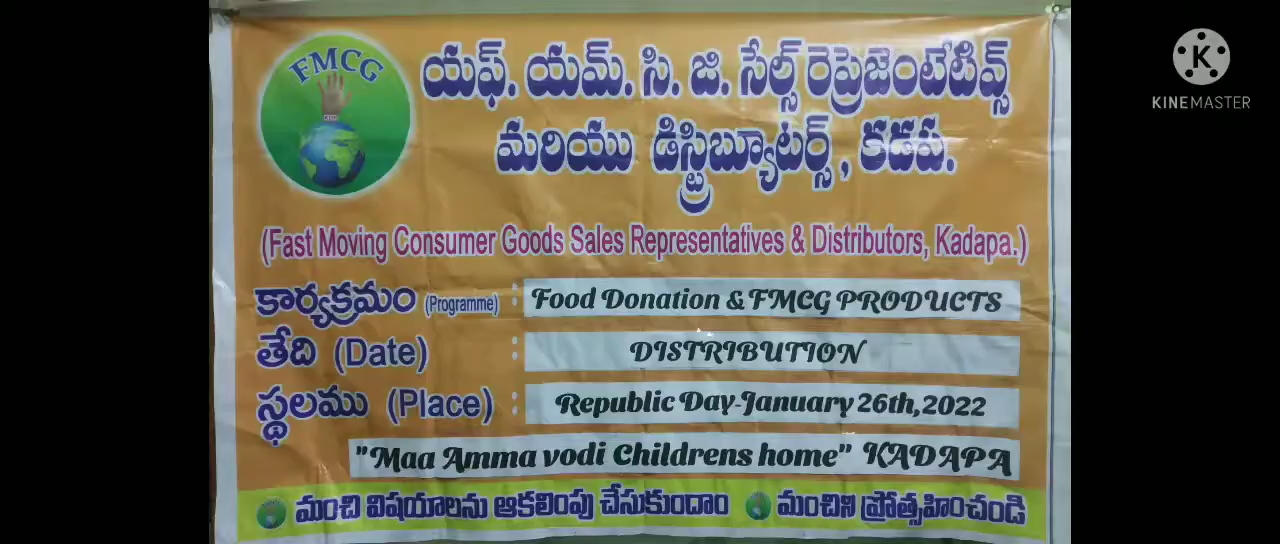 FMCG
యఫ్. యమ్. సి. జి. సేల్స్ రెప్రెజెంటేటివ్స్
మరియు డిస్ట్రిబ్యూటర్స్, కడప.
(Fast Moving Consumer Goods Sales Representatives & Distributors, Kadapa.)
కార్యక్రమం (Programme) : Food Donation & FMCG PRODUCTS
తేది (Date) : DISTRIBUTION
స్థలము (Place) : Republic Day-January 26th,2022
"Maa Amma vodi Childrens home" KADAPA
మంచి విషయాలను ఆకలింపు చేసుకుందాం మంచిని ప్రోత్సహించండి
K
KINEMASTER